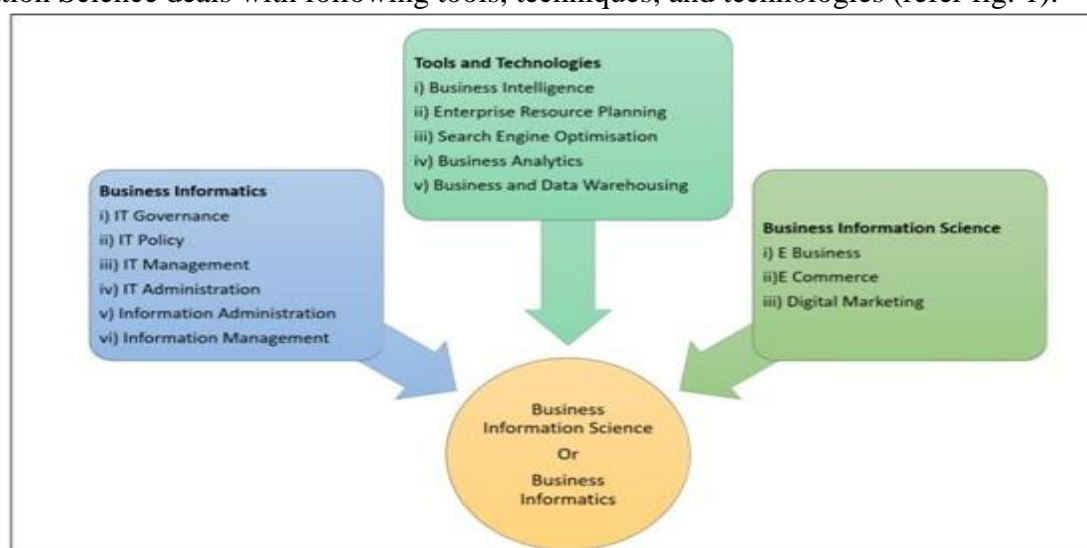 ation Science deals with following tools, techniques, and technologies (refer fig. 1).
Tools and Technologies
i) Business Intelligence
ii) Enterprise Resource Planning
iii) Search Engine Optimisation
iv) Business Analytics
v) Business and Data Warehousing
Business Informatics
i) IT Governance
ii) IT Policy
iii) IT Management
iv) IT Administration
v) Information Administration
vi) Information Management
Business Information Science
i) E Business
ii)E Commerce
iii) Digital Marketing
Business
Information Science
Or
Business
Informatics